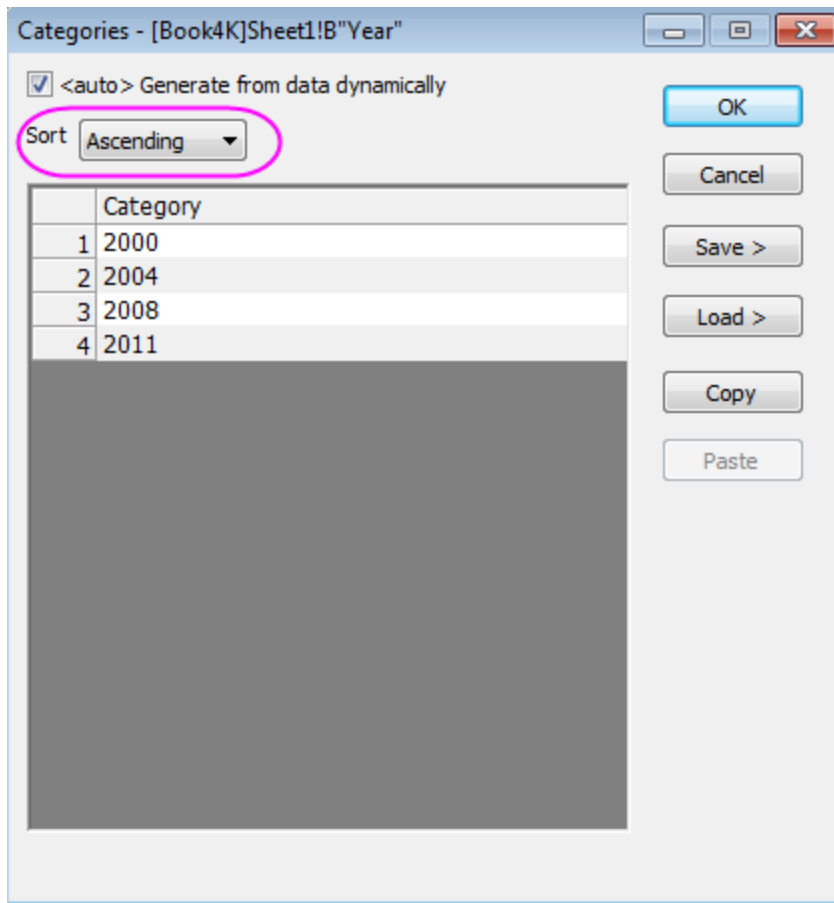 Categories - [Book4K]Sheet1!B"Year"
<auto> Generate from data dynamically
Sort Ascending
OK
Cancel
Save >
Load >
Copy
Paste
Category
1 2000
2 2004
3 2008
4 2011